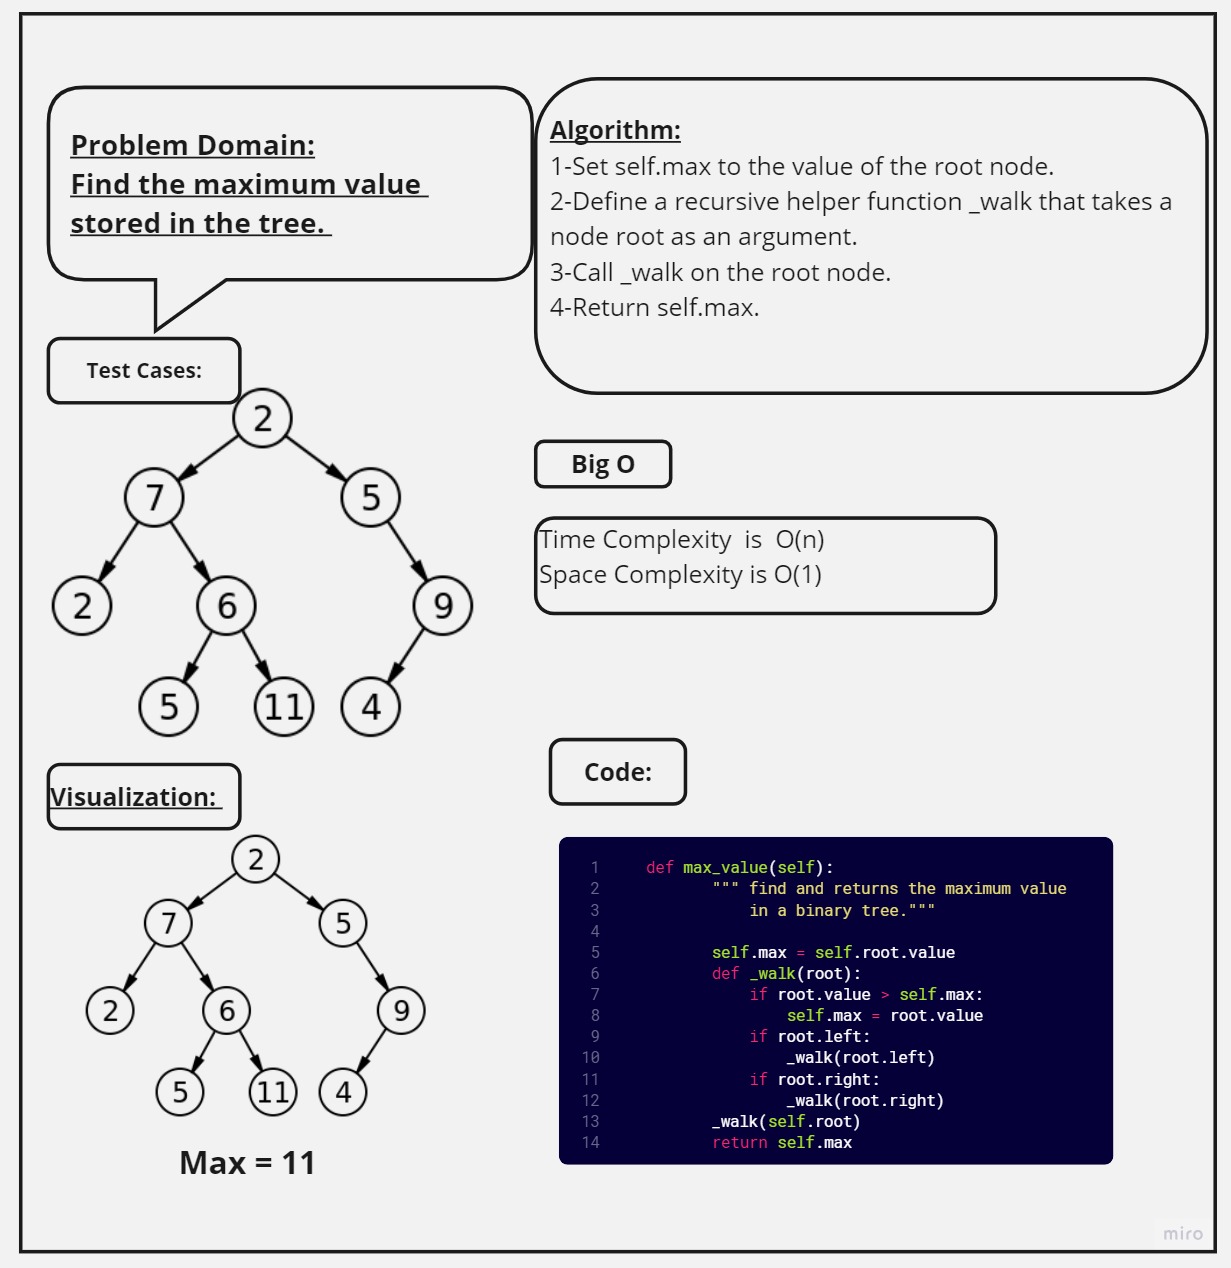 Problem Domain:
Find the maximum value
stored in the tree.
Algorithm:
1-Set self.max to the value of the root node.
2-Define a recursive helper function _walk that takes a
node root as an argument.
3-Call _walk on the root node.
4-Return self.max.
Test Cases:
2
7 5
2 6 9
5 11 4
Big O
Time Complexity  is  O(n)
Space Complexity is O(1)
Visualization:
2
7 5
2 6 9
5 11 4
Max = 11
Code:
1 def max_value(self):
2 """ find and returns the maximum value
3 in a binary tree."""
4
5 self.max = self.root.value
6 def _walk(root):
7 if root.value > self.max:
8 self.max = root.value
9 if root.left:
10 _walk(root.left)
11 if root.right:
12 _walk(root.right)
13 _walk(self.root)
14 return self.max
miro